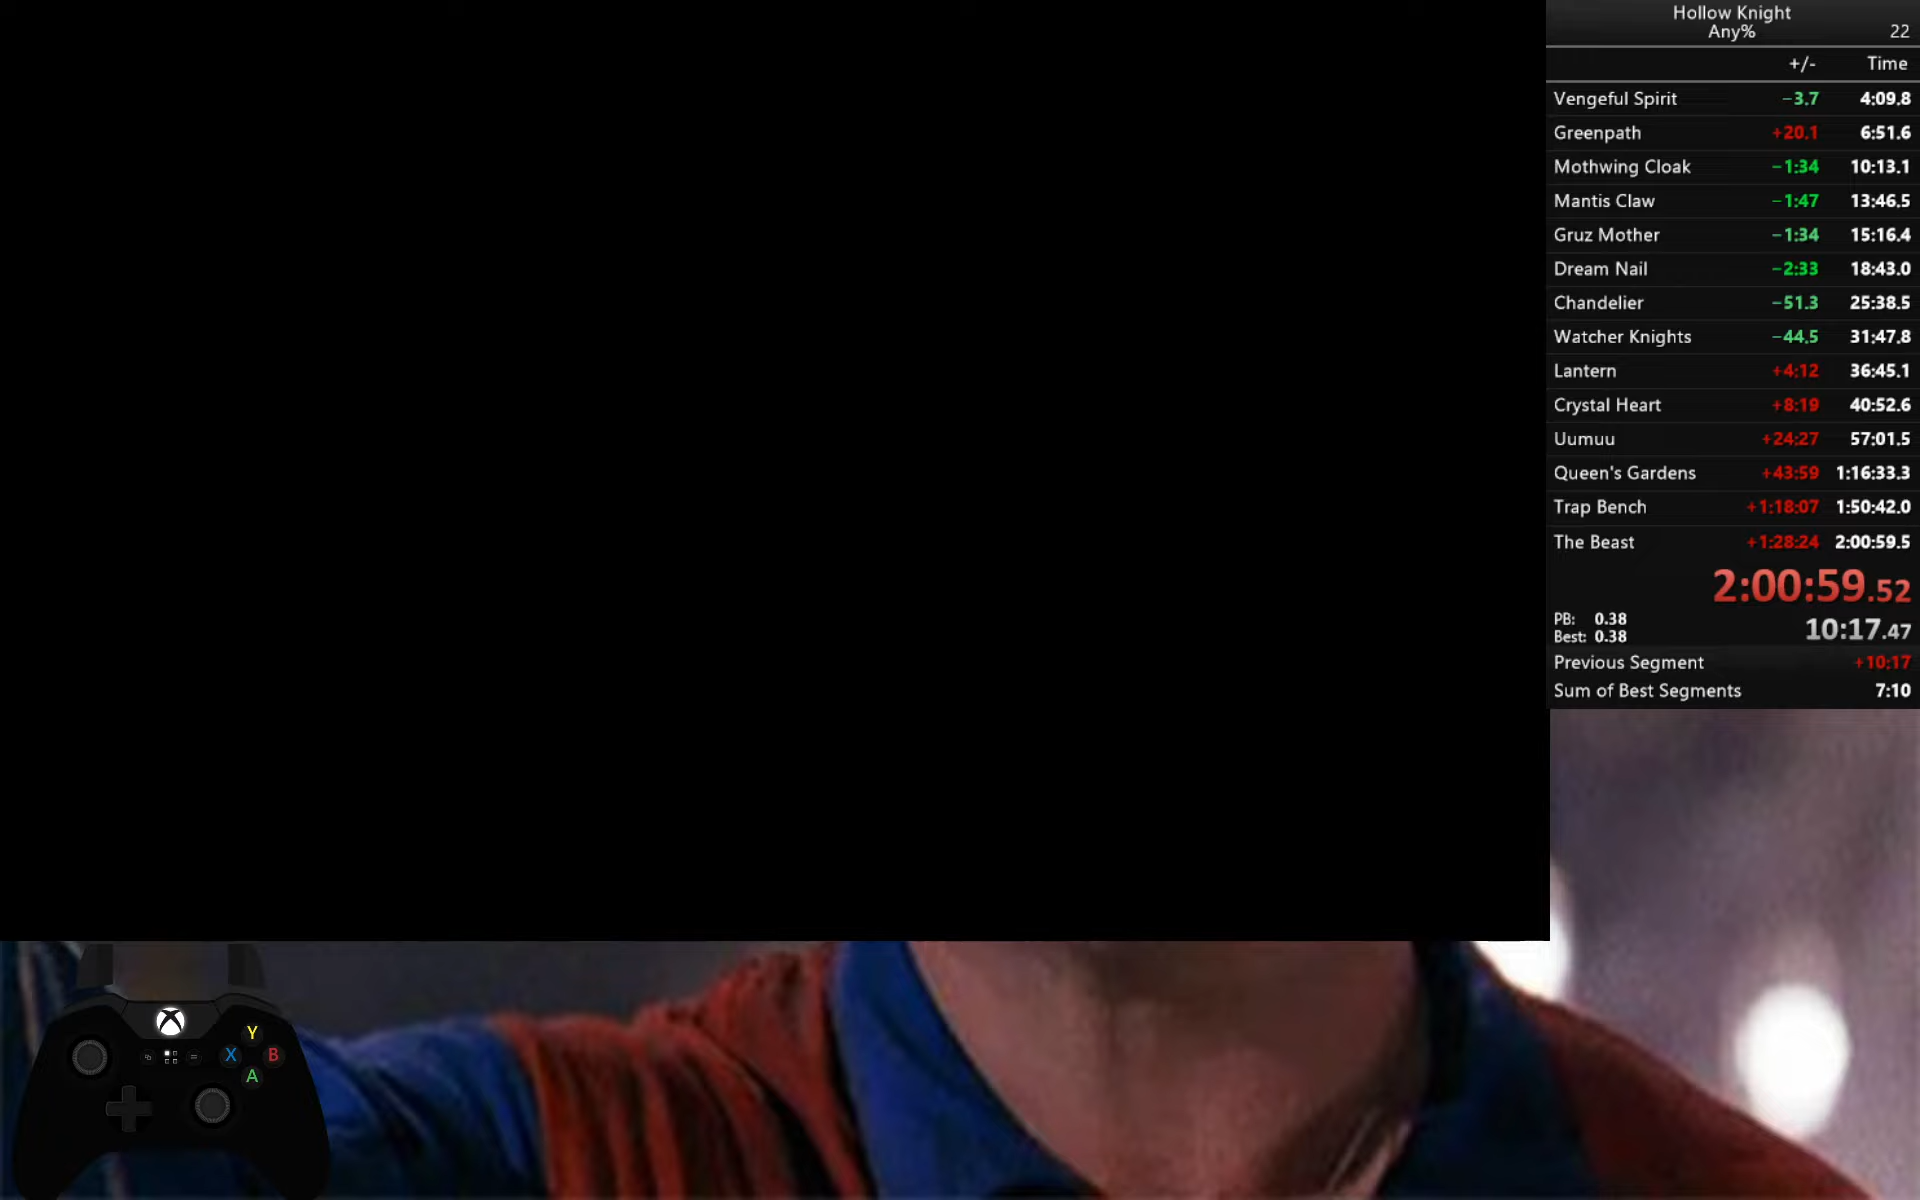 Hollow Knight
Any% 22
+/- Time
Vengeful Spirit −3.7 4:09.8
Greenpath +20.1 6:51.6
Mothwing Cloak −1:34 10:13.1
Mantis Claw −1:47 13:46.5
Gruz Mother −1:34 15:16.4
Dream Nail −2:33 18:43.0
Chandelier −51.3 25:38.5
Watcher Knights −44.5 31:47.8
Lantern +4:12 36:45.1
Crystal Heart +8:19 40:52.6
Uumuu +24:27 57:01.5
Queen's Gardens +43:59 1:16:33.3
Trap Bench +1:18:07 1:50:42.0
The Beast +1:28:24 2:00:59.5
2:00:59.52
PB: 0.38
Best: 0.38
10:17.47
Previous Segment +10:17
Sum of Best Segments 7:10
Y
X B
A